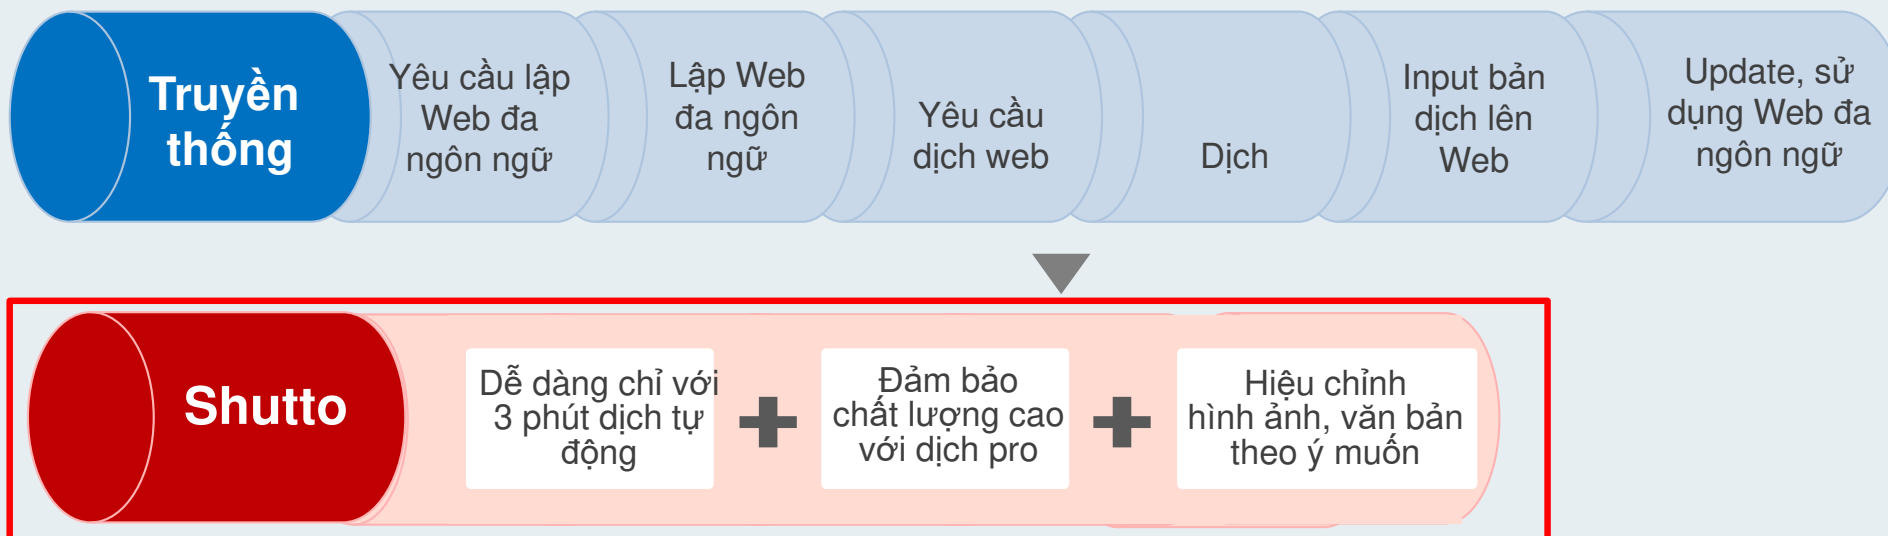 Truyền
thống
Yêu cầu lập
Web đa
ngôn ngữ
Lập Web
đa ngôn
ngữ
Yêu cầu
dịch web
Dịch
Input bản
dịch lên
Web
Update, sử
dụng Web đa
ngôn ngữ
Shutto
Dễ dàng chỉ với
3 phút dịch tự
động
Đảm bảo
chất lượng cao
với dịch pro
Hiệu chỉnh
hình ảnh, văn bản
theo ý muốn